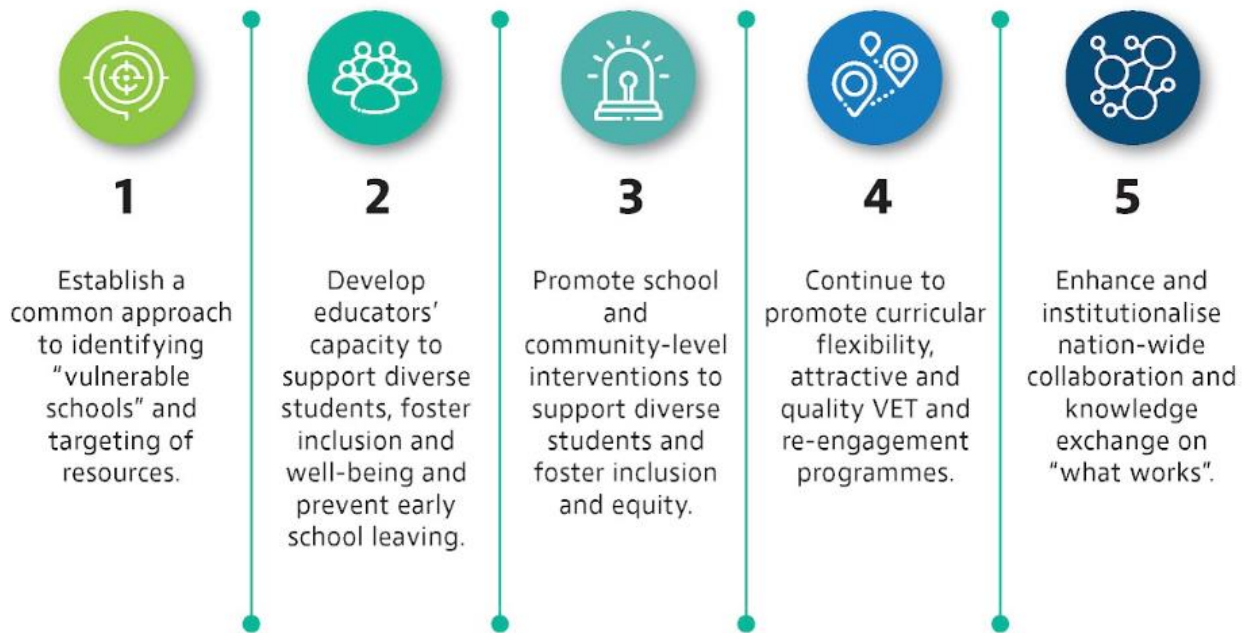 1
Establish a
common approach
to identifying
"vulnerable
schools" and
targeting of
resources.
2
Develop
educators'
capacity to
support diverse
students, foster
inclusion and
well-being and
prevent early
school leaving.
3
Promote school
and
community-level
interventions to
support diverse
students and
foster inclusion
and equity.
4
Continue to
promote curricular
flexibility,
attractive and
quality VET and
re-engagement
programmes.
5
Enhance and
institutionalise
nation-wide
collaboration and
knowledge
exchange on
"what works".